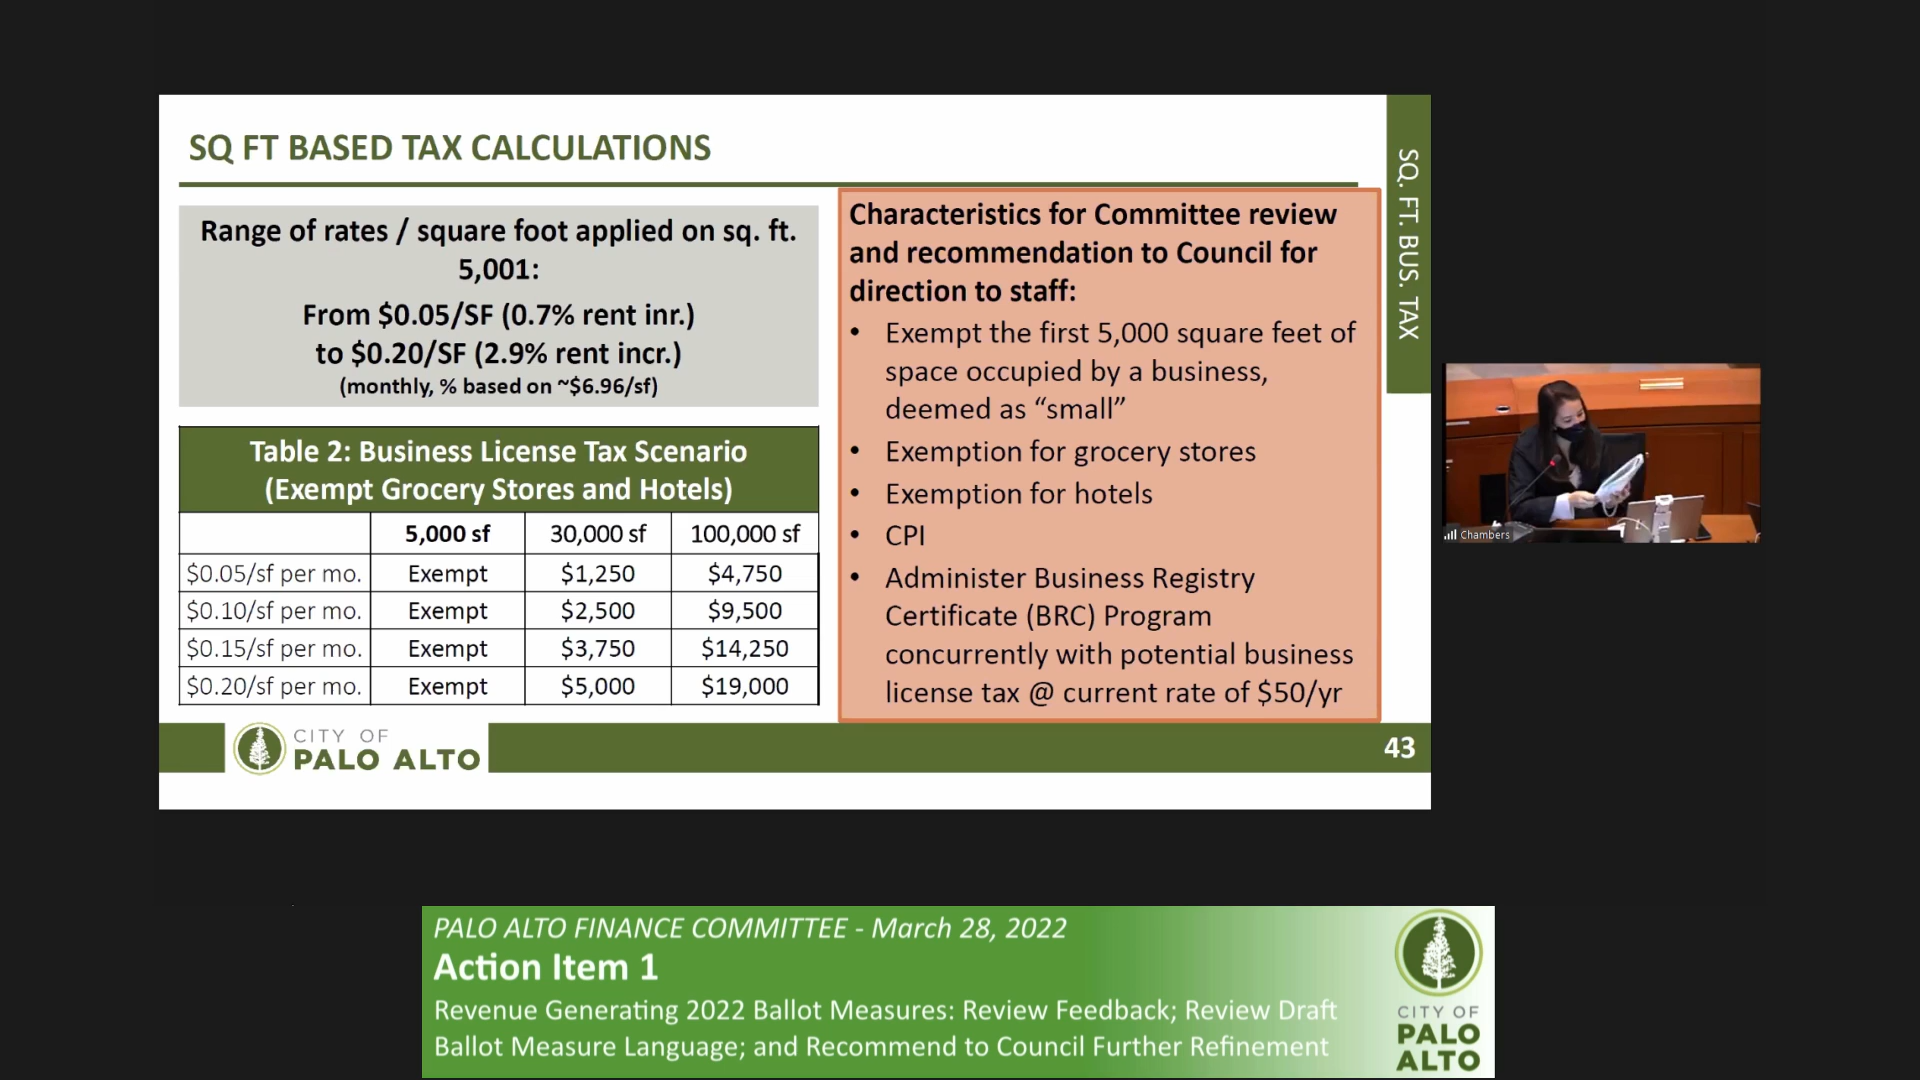 SQ FT BASED TAX CALCULATIONS
SQ. FT. BUS. TAX
Range of rates / square foot applied on sq. ft.
5,001:
From $0.05/SF (0.7% rent inr.)
to $0.20/SF (2.9% rent incr.)
(monthly, % based on ~$6.96/sf)
Table 2: Business License Tax Scenario
(Exempt Grocery Stores and Hotels)
5,000 sf 30,000 sf 100,000 sf
$0.05/sf per mo. Exempt $1,250 $4,750
$0.10/sf per mo. Exempt $2,500 $9,500
$0.15/sf per mo. Exempt $3,750 $14,250
$0.20/sf per mo. Exempt $5,000 $19,000
Characteristics for Committee review
and recommendation to Council for
direction to staff:
• Exempt the first 5,000 square feet of
space occupied by a business,
deemed as “small”
• Exemption for grocery stores
• Exemption for hotels
• CPI
• Administer Business Registry
Certificate (BRC) Program
concurrently with potential business
license tax @ current rate of $50/yr
CITY OF
PALO ALTO
43
Chambers
PALO ALTO FINANCE COMMITTEE - March 28, 2022
Action Item 1
Revenue Generating 2022 Ballot Measures: Review Feedback; Review Draft
Ballot Measure Language; and Recommend to Council Further Refinement
CITY OF
PALO
ALTO